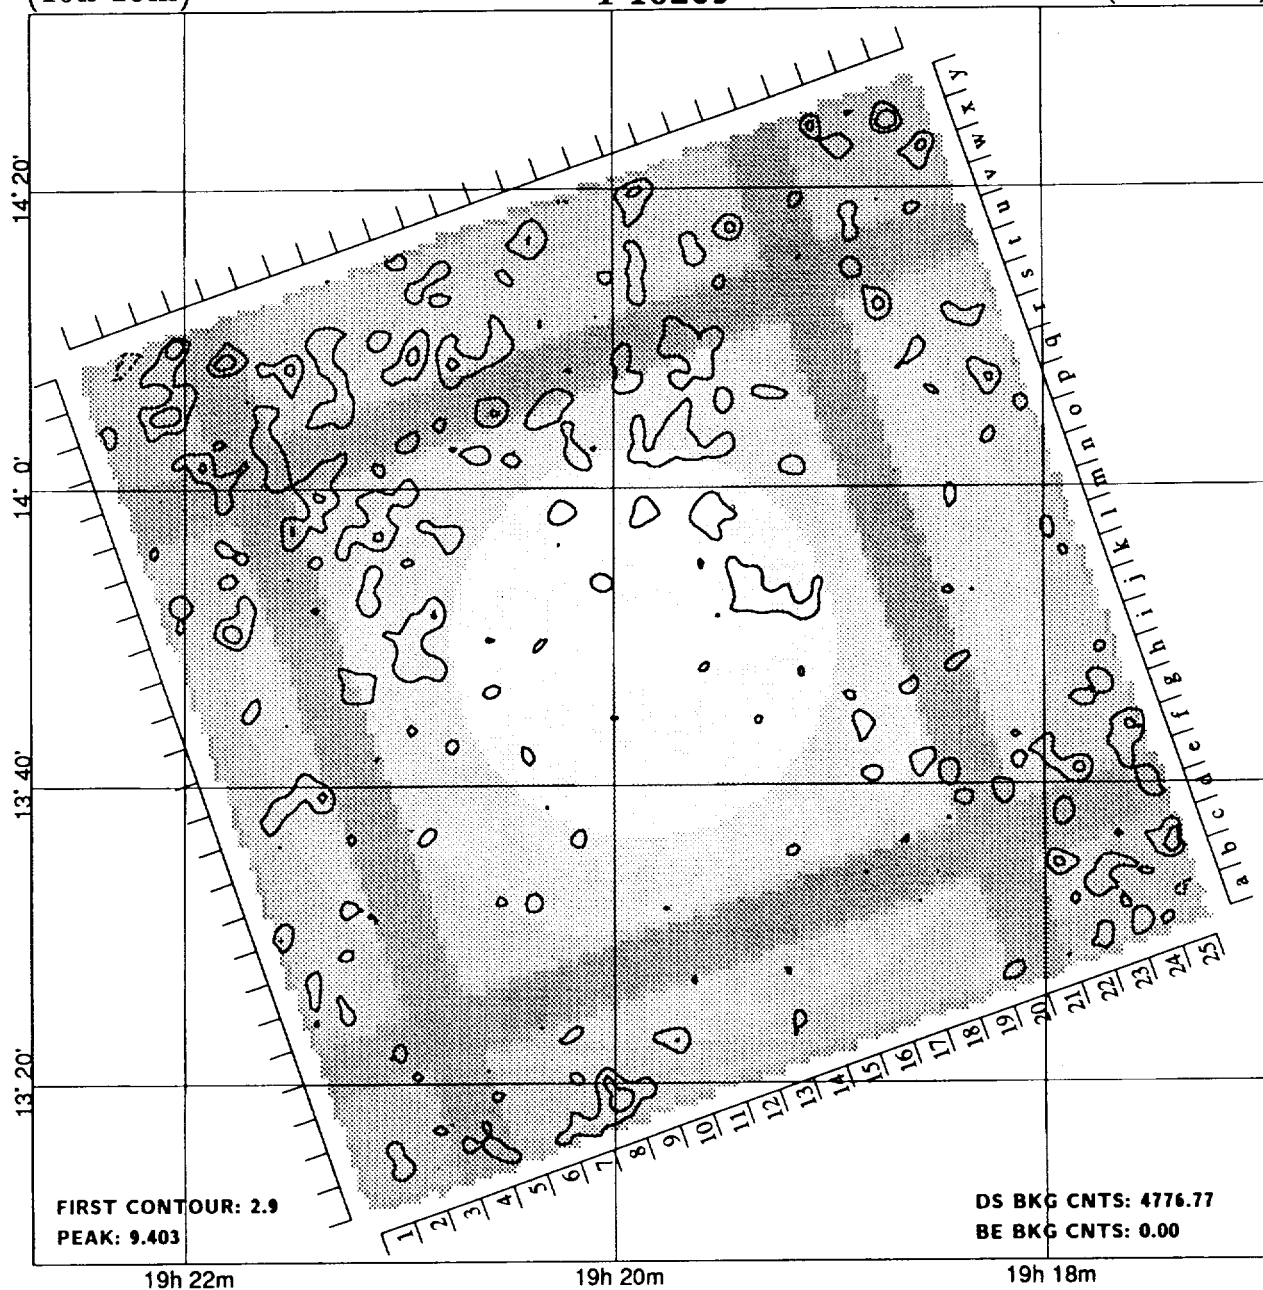 14° 20'
14° 0'
13° 40'
13° 20'
y
x
w
v
u
t
s
r
q
p
o
n
m
l
k
j
i
h
g
f
e
d
c
b
a
1
2
3
4
5
6
7
8
9
10
11
12
13
14
15
16
17
18
19
20
21
22
23
24
25
FIRST CONTOUR: 2.9
PEAK: 9.403
DS BKG CNTS: 4776.77
BE BKG CNTS: 0.00
19h 22m
19h 20m
19h 18m